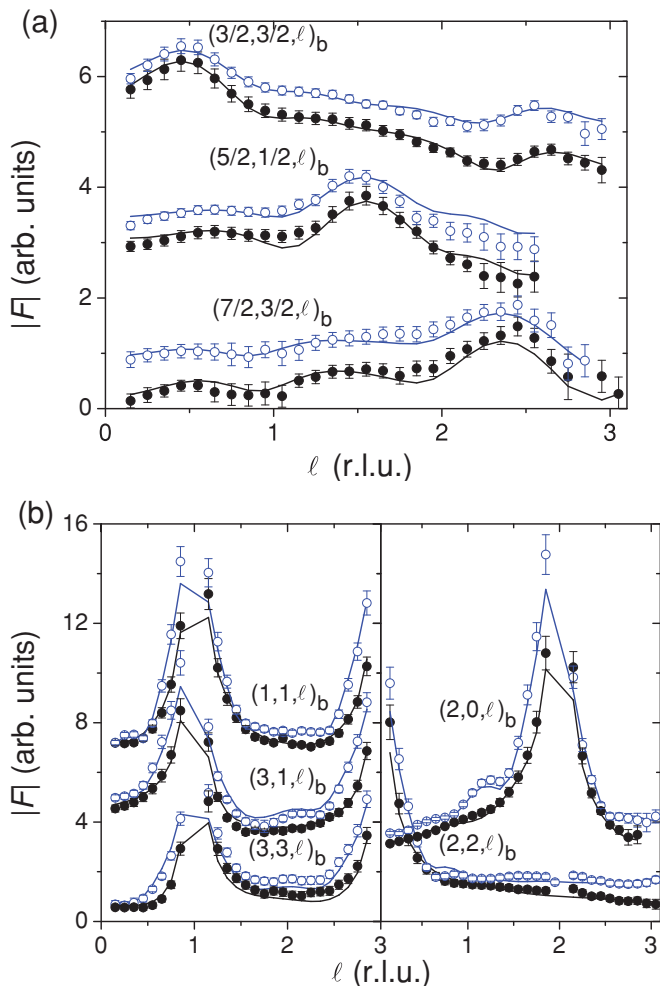 (a)
(3/2,3/2,ℓ)b
(5/2,1/2,ℓ)b
(7/2,3/2,ℓ)b
|F| (arb. units)
8
6
4
2
0
0 1 2 3
ℓ (r.l.u.)
(b)
|F| (arb. units)
16
12
8
4
0
(1,1,ℓ)b
(3,1,ℓ)b
(3,3,ℓ)b
(2,0,ℓ)b
(2,2,ℓ)b
0 1 2 3 1 2 3
ℓ (r.l.u.)